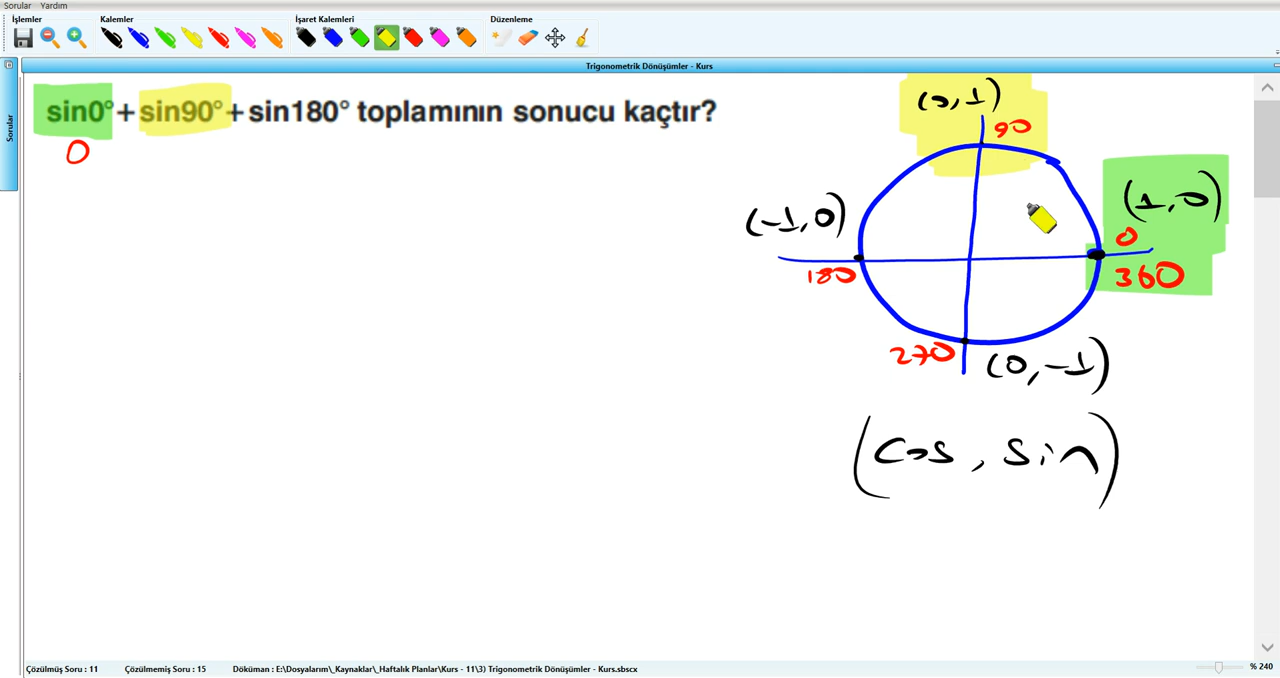 Sorular Yardım
İşlemler Kalemler İşaret Kalemleri Düzenleme
Trigonometrik Dönüşümler - Kurs
Sorular
sin0°+sin90°+sin180° toplamının sonucu kaçtır?
0
(0,1)
90
(-1,0)
(1,0)
0
180
360
270
(0,-1)
(cos, sin)
Çözülmüş Soru : 11 Çözülmemiş Soru : 15 Döküman : E:\Dosyalarım\_Kaynaklar\_Haftalık Planlar\Kurs - 11\3) Trigonometrik Dönüşümler - Kurs.sbscx % 240